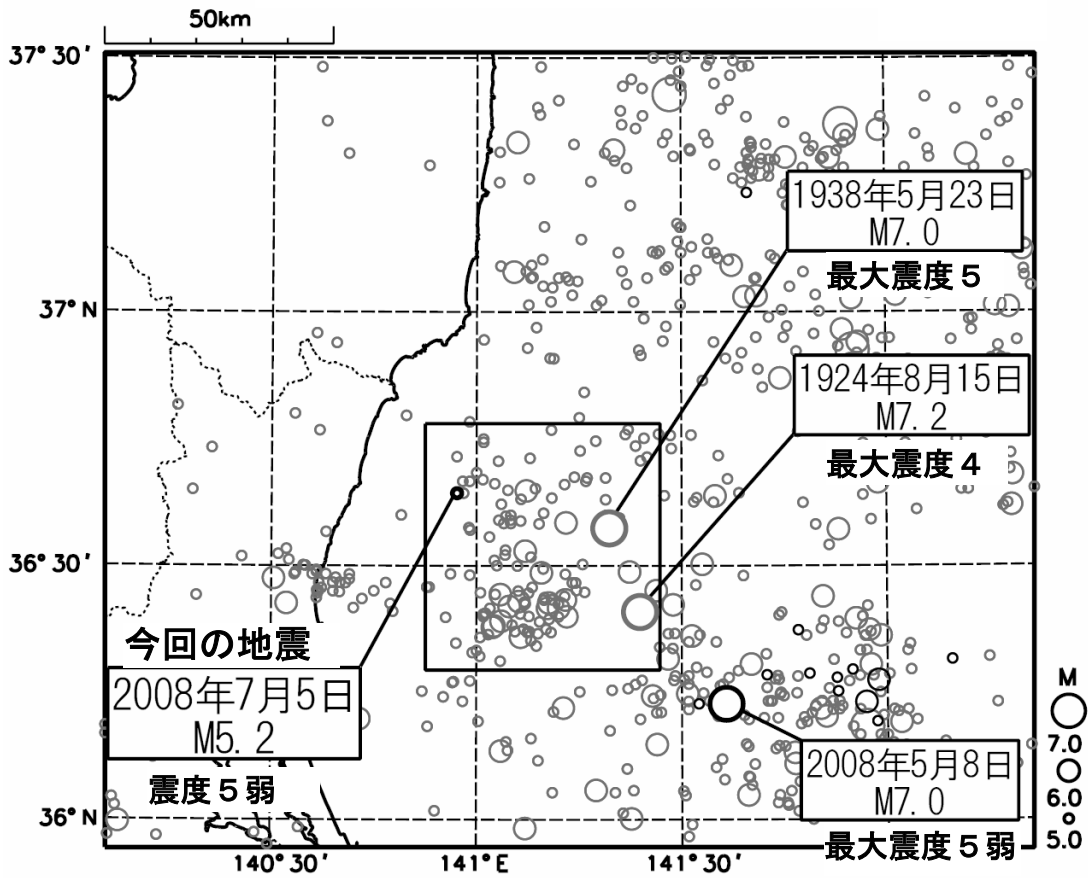 50km
37°30'
1938年5月23日
M7.0
最大震度5
37°N
1924年8月15日
M7.2
最大震度4
36°30'
今回の地震
2008年7月5日
M5.2
震度5弱
2008年5月8日
M7.0
最大震度5弱
M
7.0
6.0
5.0
36°N
140°30'
141°E
141°30'